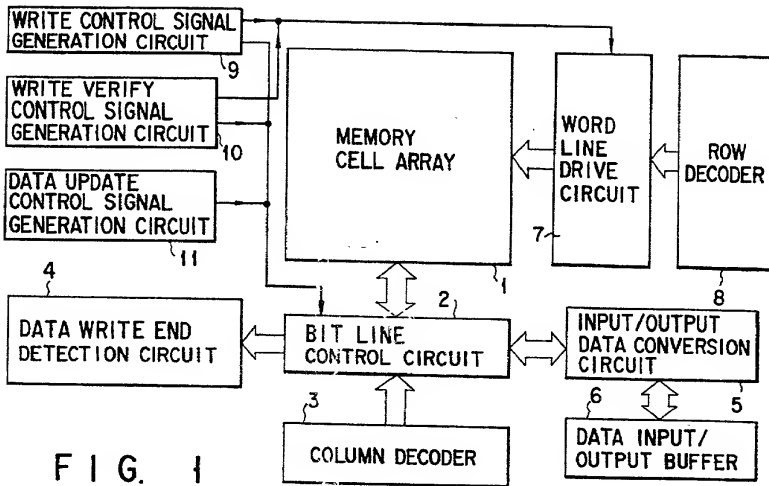 WRITE CONTROL SIGNAL
GENERATION CIRCUIT
9
WRITE VERIFY
CONTROL SIGNAL
GENERATION CIRCUIT
10
DATA UPDATE
CONTROL SIGNAL
GENERATION CIRCUIT
11
MEMORY
CELL ARRAY
1
WORD
LINE
DRIVE
CIRCUIT
7
ROW
DECODER
8
4
DATA WRITE END
DETECTION CIRCUIT
2
BIT LINE
CONTROL CIRCUIT
INPUT/OUTPUT
DATA CONVERSION
CIRCUIT
5
3
COLUMN DECODER
6
DATA INPUT/
OUTPUT BUFFER
FIG. 1